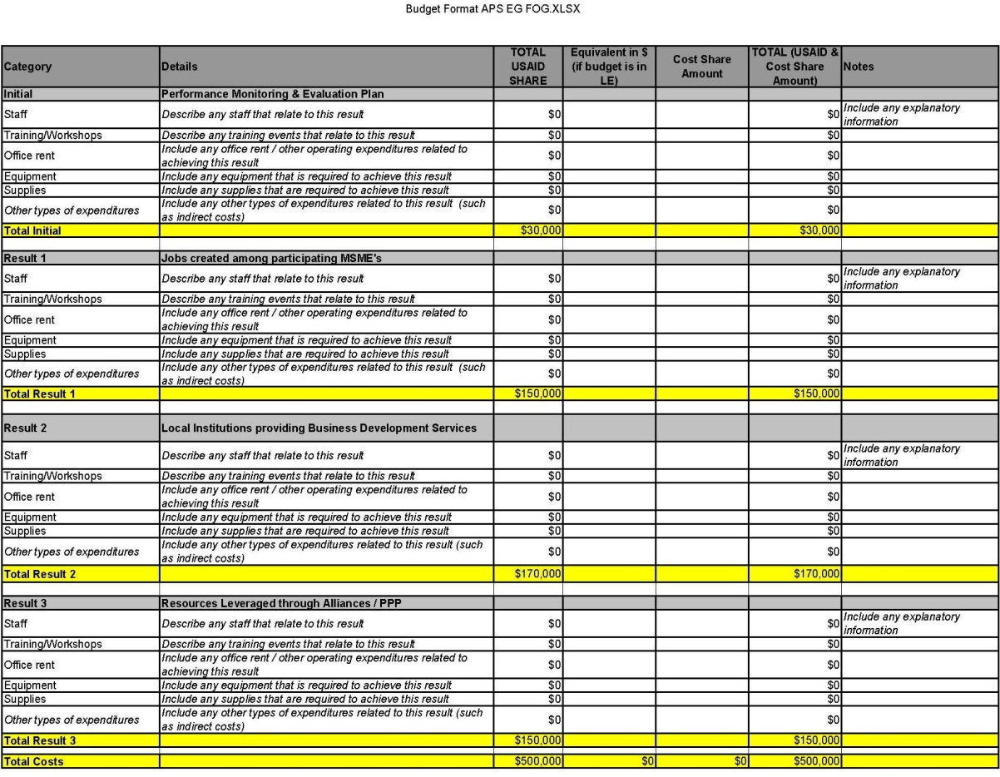 Budget Format APS EG FOG.XLSX
Category Details TOTAL USAID SHARE Equivalent in $ (if budget is in LE) Cost Share Amount TOTAL (USAID & Cost Share Amount) Notes
Initial Performance Monitoring & Evaluation Plan
Staff Describe any staff that relate to this result $0 $0 Include any explanatory information
Training/Workshops Describe any training events that relate to this result $0 $0
Office rent Include any office rent / other operating expenditures related to achieving this result $0 $0
Equipment Include any equipment that is required to achieve this result $0 $0
Supplies Include any supplies that are required to achieve this result $0 $0
Other types of expenditures Include any other types of expenditures related to this result (such as indirect costs) $0 $0
Total Initial $30,000 $30,000
Result 1 Jobs created among participating MSME's
Staff Describe any staff that relate to this result $0 $0 Include any explanatory information
Training/Workshops Describe any training events that relate to this result $0 $0
Office rent Include any office rent / other operating expenditures related to achieving this result $0 $0
Equipment Include any equipment that is required to achieve this result $0 $0
Supplies Include any supplies that are required to achieve this result $0 $0
Other types of expenditures Include any other types of expenditures related to this result (such as indirect costs) $0 $0
Total Result 1 $150,000 $150,000
Result 2 Local Institutions providing Business Development Services
Staff Describe any staff that relate to this result $0 $0 Include any explanatory information
Training/Workshops Describe any training events that relate to this result $0 $0
Office rent Include any office rent / other operating expenditures related to achieving this result $0 $0
Equipment Include any equipment that is required to achieve this result $0 $0
Supplies Include any supplies that are required to achieve this result $0 $0
Other types of expenditures Include any other types of expenditures related to this result (such as indirect costs) $0 $0
Total Result 2 $170,000 $170,000
Result 3 Resources Leveraged through Alliances / PPP
Staff Describe any staff that relate to this result $0 $0 Include any explanatory information
Training/Workshops Describe any training events that relate to this result $0 $0
Office rent Include any office rent / other operating expenditures related to achieving this result $0 $0
Equipment Include any equipment that is required to achieve this result $0 $0
Supplies Include any supplies that are required to achieve this result $0 $0
Other types of expenditures Include any other types of expenditures related to this result (such as indirect costs) $0 $0
Total Result 3 $150,000 $150,000
Total Costs $500,000 $0 $0 $500,000